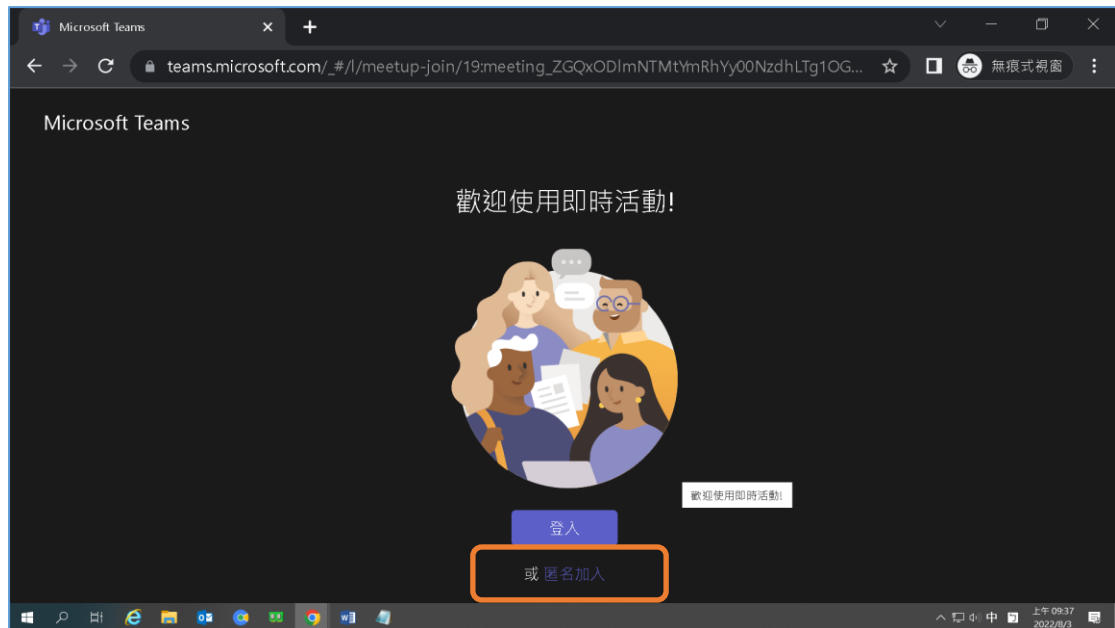 Microsoft Teams
teams.microsoft.com/_#/l/meetup-join/19:meeting_ZGQxODlmNTMtYmRhYy00NzdhLTg1OG...
無痕式視窗
Microsoft Teams
歡迎使用即時活動!
歡迎使用即時活動!
登入
或 匿名加入
中
上午 09:37
2022/8/3